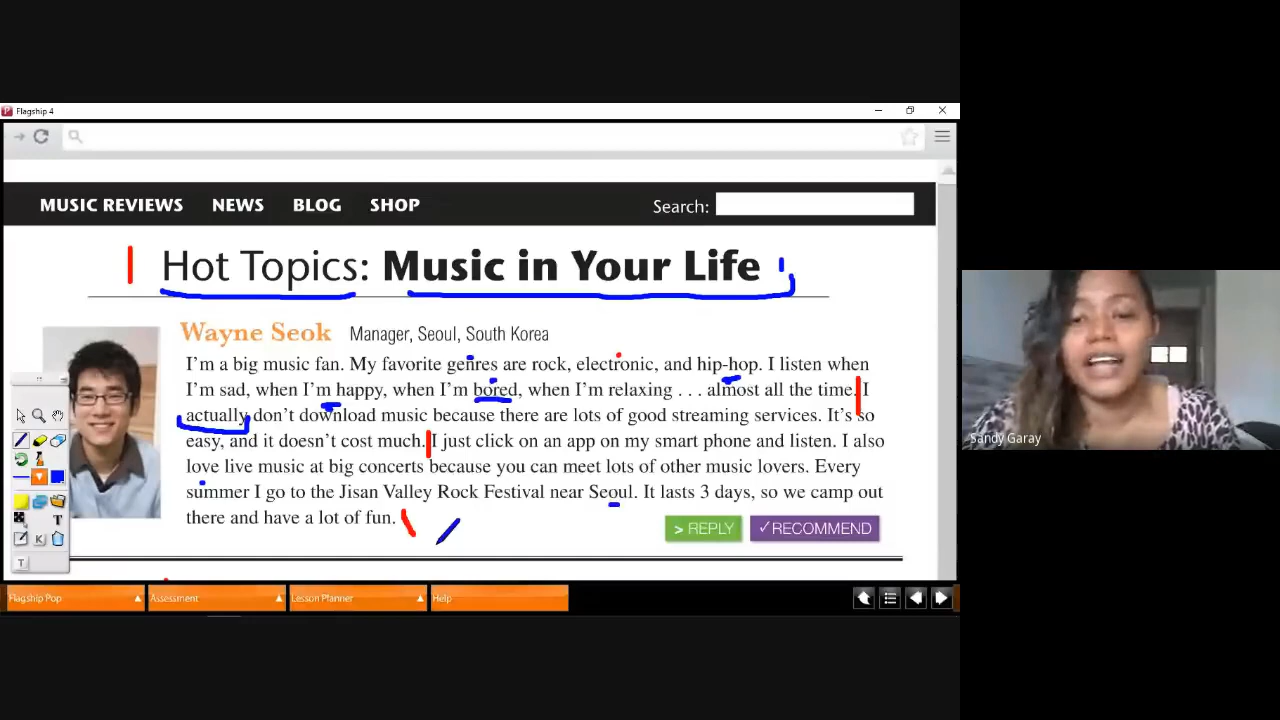 Flagship 4
MUSIC REVIEWS NEWS BLOG SHOP Search:
Hot Topics: Music in Your Life
Wayne Seok Manager, Seoul, South Korea
I'm a big music fan. My favorite genres are rock, electronic, and hip-hop. I listen when
I'm sad, when I'm happy, when I'm bored, when I'm relaxing . . . almost all the time. I
actually don't download music because there are lots of good streaming services. It's so
easy, and it doesn't cost much. I just click on an app on my smart phone and listen. I also
love live music at big concerts because you can meet lots of other music lovers. Every
summer I go to the Jisan Valley Rock Festival near Seoul. It lasts 3 days, so we camp out
there and have a lot of fun.
> REPLY ✓RECOMMEND
Sandy Garay
T
K
T
Flagship Pop Assessment Lesson Planner Help